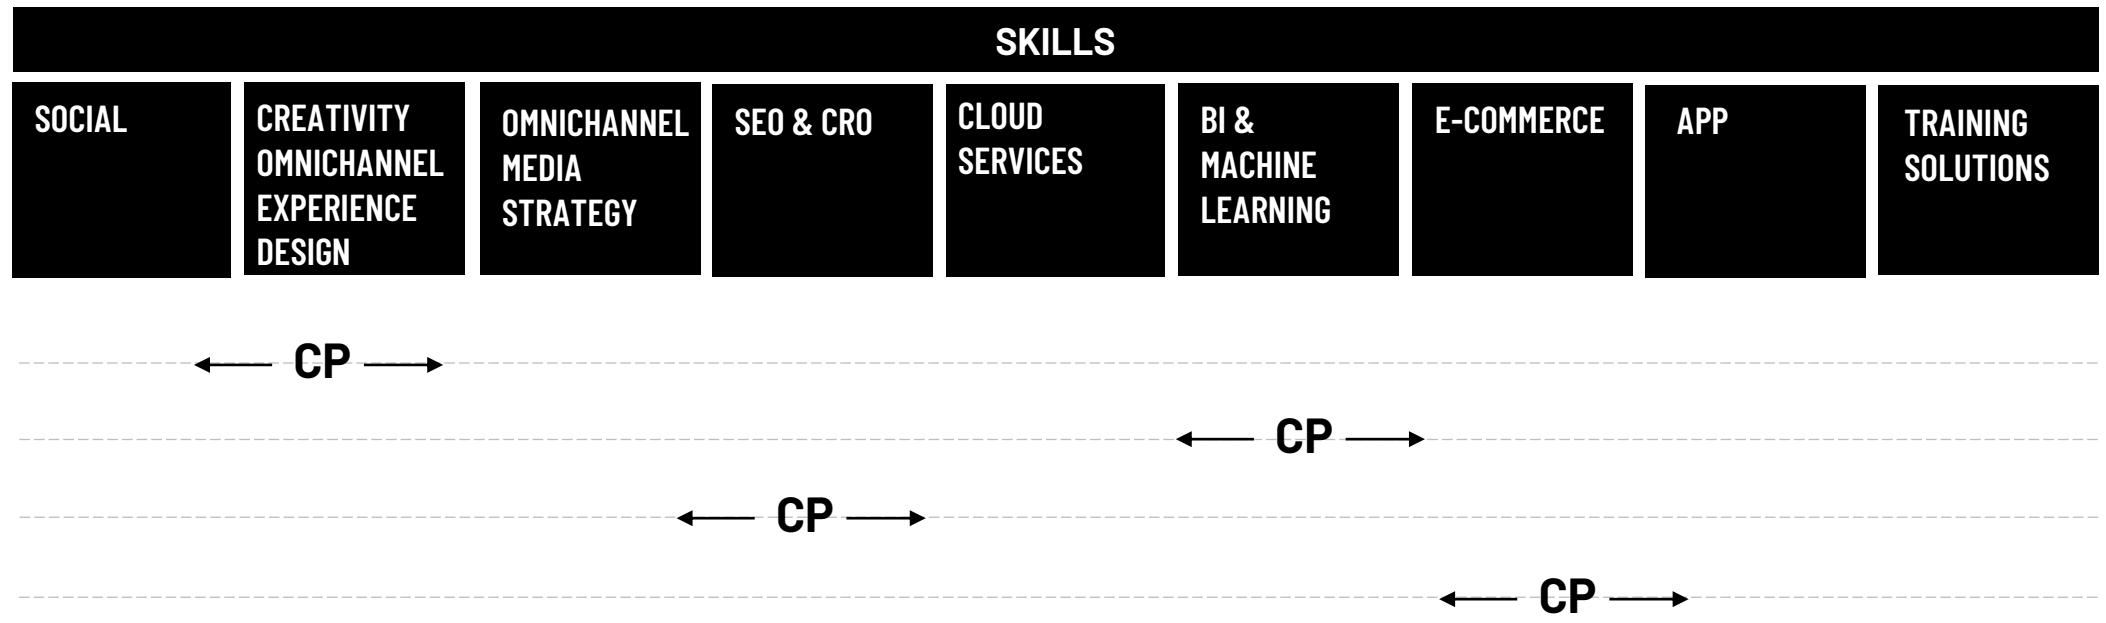 SKILLS
SOCIAL
CREATIVITY
OMNICHANNEL
EXPERIENCE
DESIGN
OMNICHANNEL
MEDIA
STRATEGY
SEO & CRO
CLOUD
SERVICES
BI &
MACHINE
LEARNING
E-COMMERCE
APP
TRAINING
SOLUTIONS
CP
CP
CP
CP